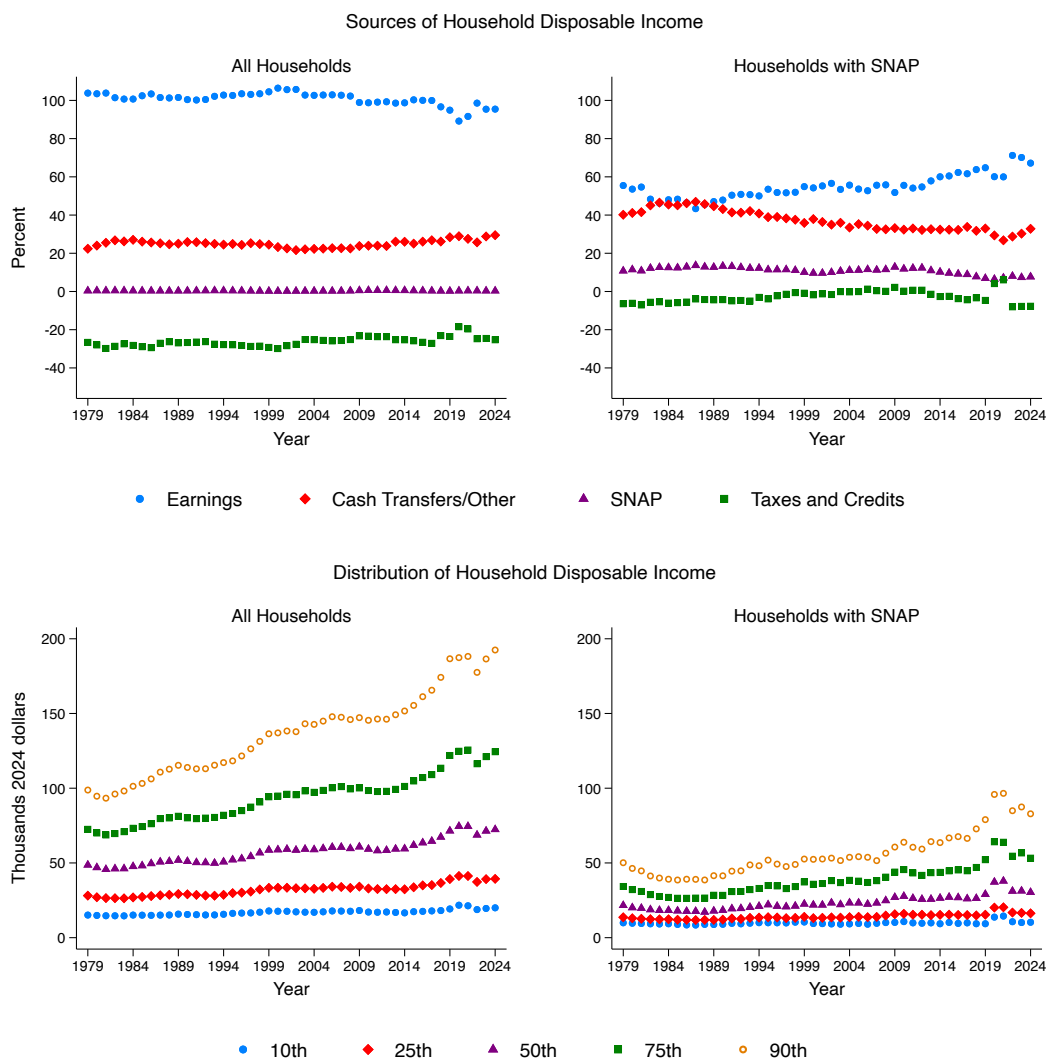 Sources of Household Disposable Income
All Households
Households with SNAP
Percent
100
80
60
40
20
0
-20
-40
1979 1984 1989 1994 1999 2004 2009 2014 2019 2024
Year
100
80
60
40
20
0
-20
-40
1979 1984 1989 1994 1999 2004 2009 2014 2019 2024
Year
Earnings Cash Transfers/Other SNAP Taxes and Credits
Distribution of Household Disposable Income
All Households
Households with SNAP
Thousands 2024 dollars
200
150
100
50
0
1979 1984 1989 1994 1999 2004 2009 2014 2019 2024
Year
200
150
100
50
0
1979 1984 1989 1994 1999 2004 2009 2014 2019 2024
Year
10th 25th 50th 75th 90th